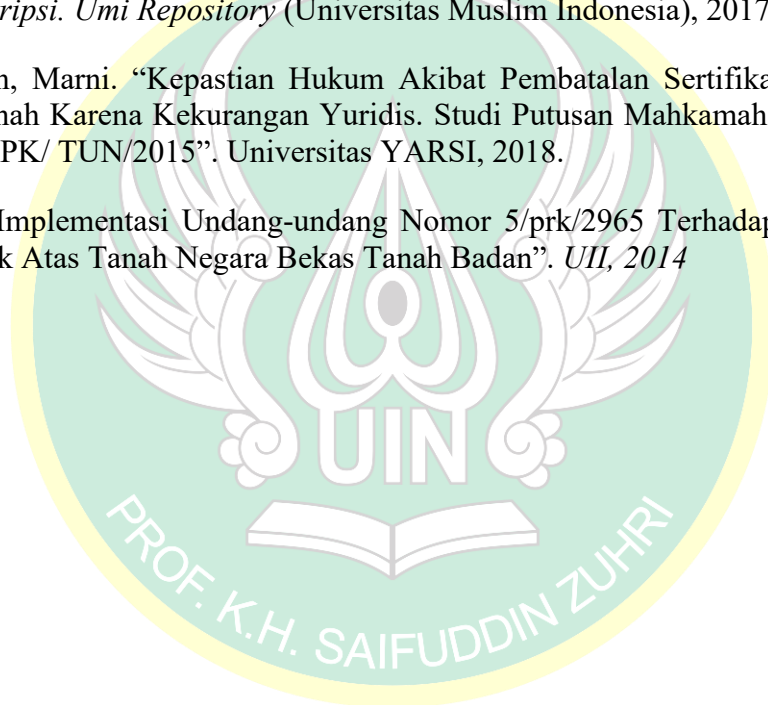 ripsi. Umi Repository (Universitas Muslim Indonesia), 2017
n, Marni. “Kepastian Hukum Akibat Pembatalan Sertifika
nah Karena Kekurangan Yuridis. Studi Putusan Mahkamah
PK/ TUN/2015”. Universitas YARSI, 2018.
Implementasi Undang-undang Nomor 5/prk/2965 Terhadap
k Atas Tanah Negara Bekas Tanah Badan”. UII, 2014
UIN
PROF. K.H. SAIFUDDIN ZUHRI